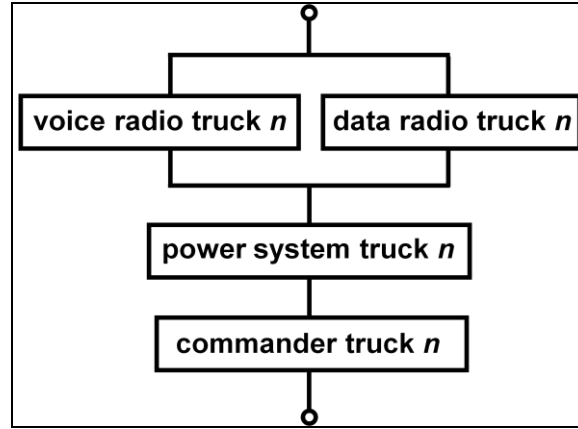 voice radio truck n
data radio truck n
power system truck n
commander truck n